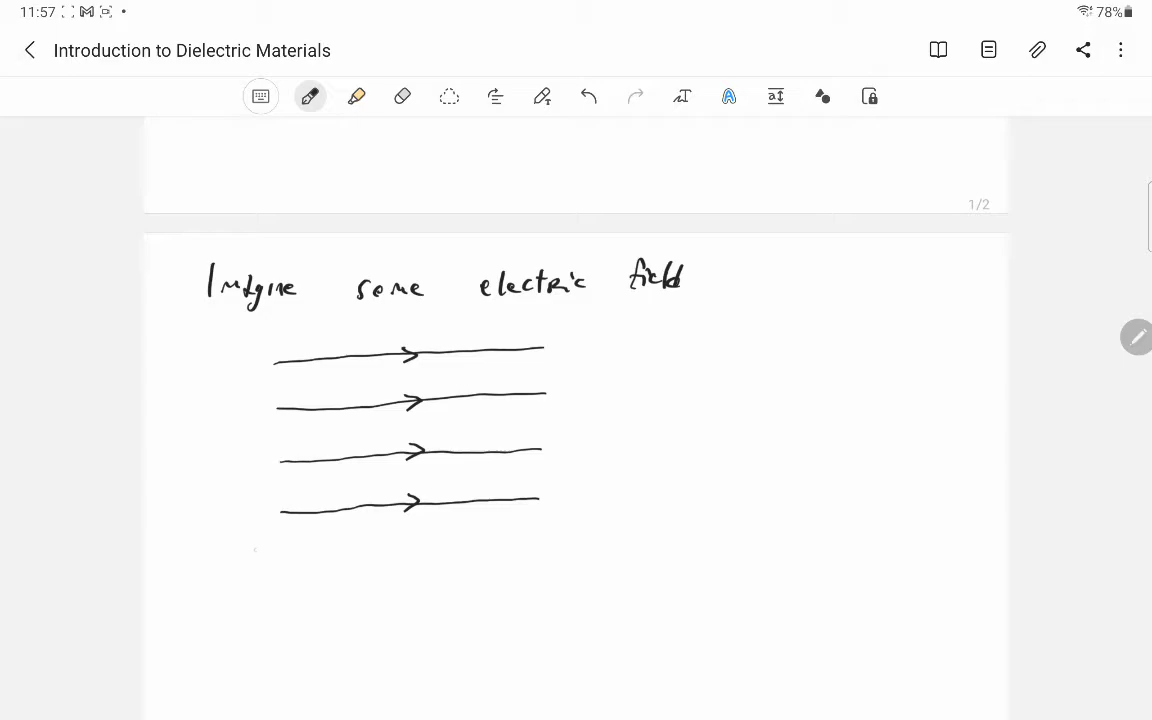 11:57
78%
Introduction to Dielectric Materials
1/2
Imagine some electric field